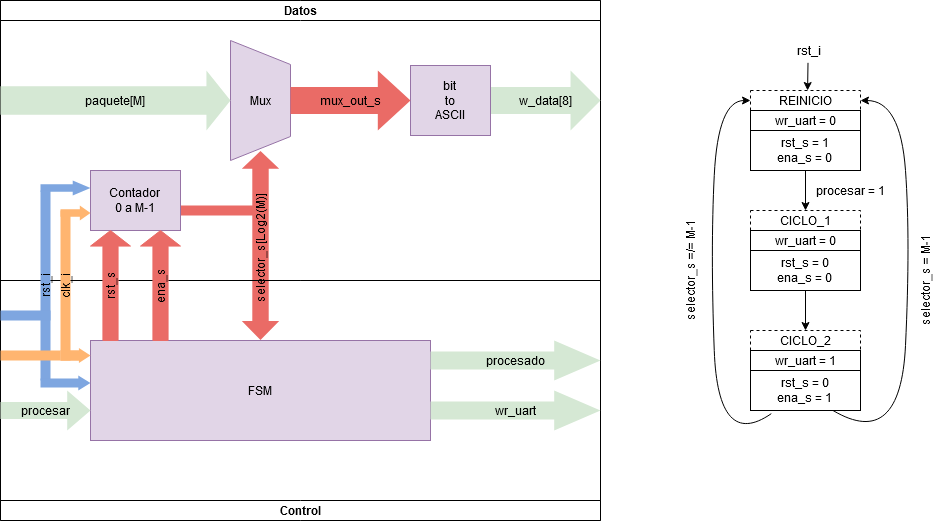 Datos
paquete[M]
Mux
mux_out_s
bit
to
ASCII
w_data[8]
Contador
0 a M-1
rst_i
clk_i
rst_s
ena_s
selector_s[Log2(M)]
FSM
procesar
procesado
wr_uart
Control
rst_i
REINICIO
wr_uart = 0
rst_s = 1
ena_s = 0
procesar = 1
CICLO_1
wr_uart = 0
rst_s = 0
ena_s = 0
CICLO_2
wr_uart = 1
rst_s = 0
ena_s = 1
selector_s =/= M-1
selector_s = M-1